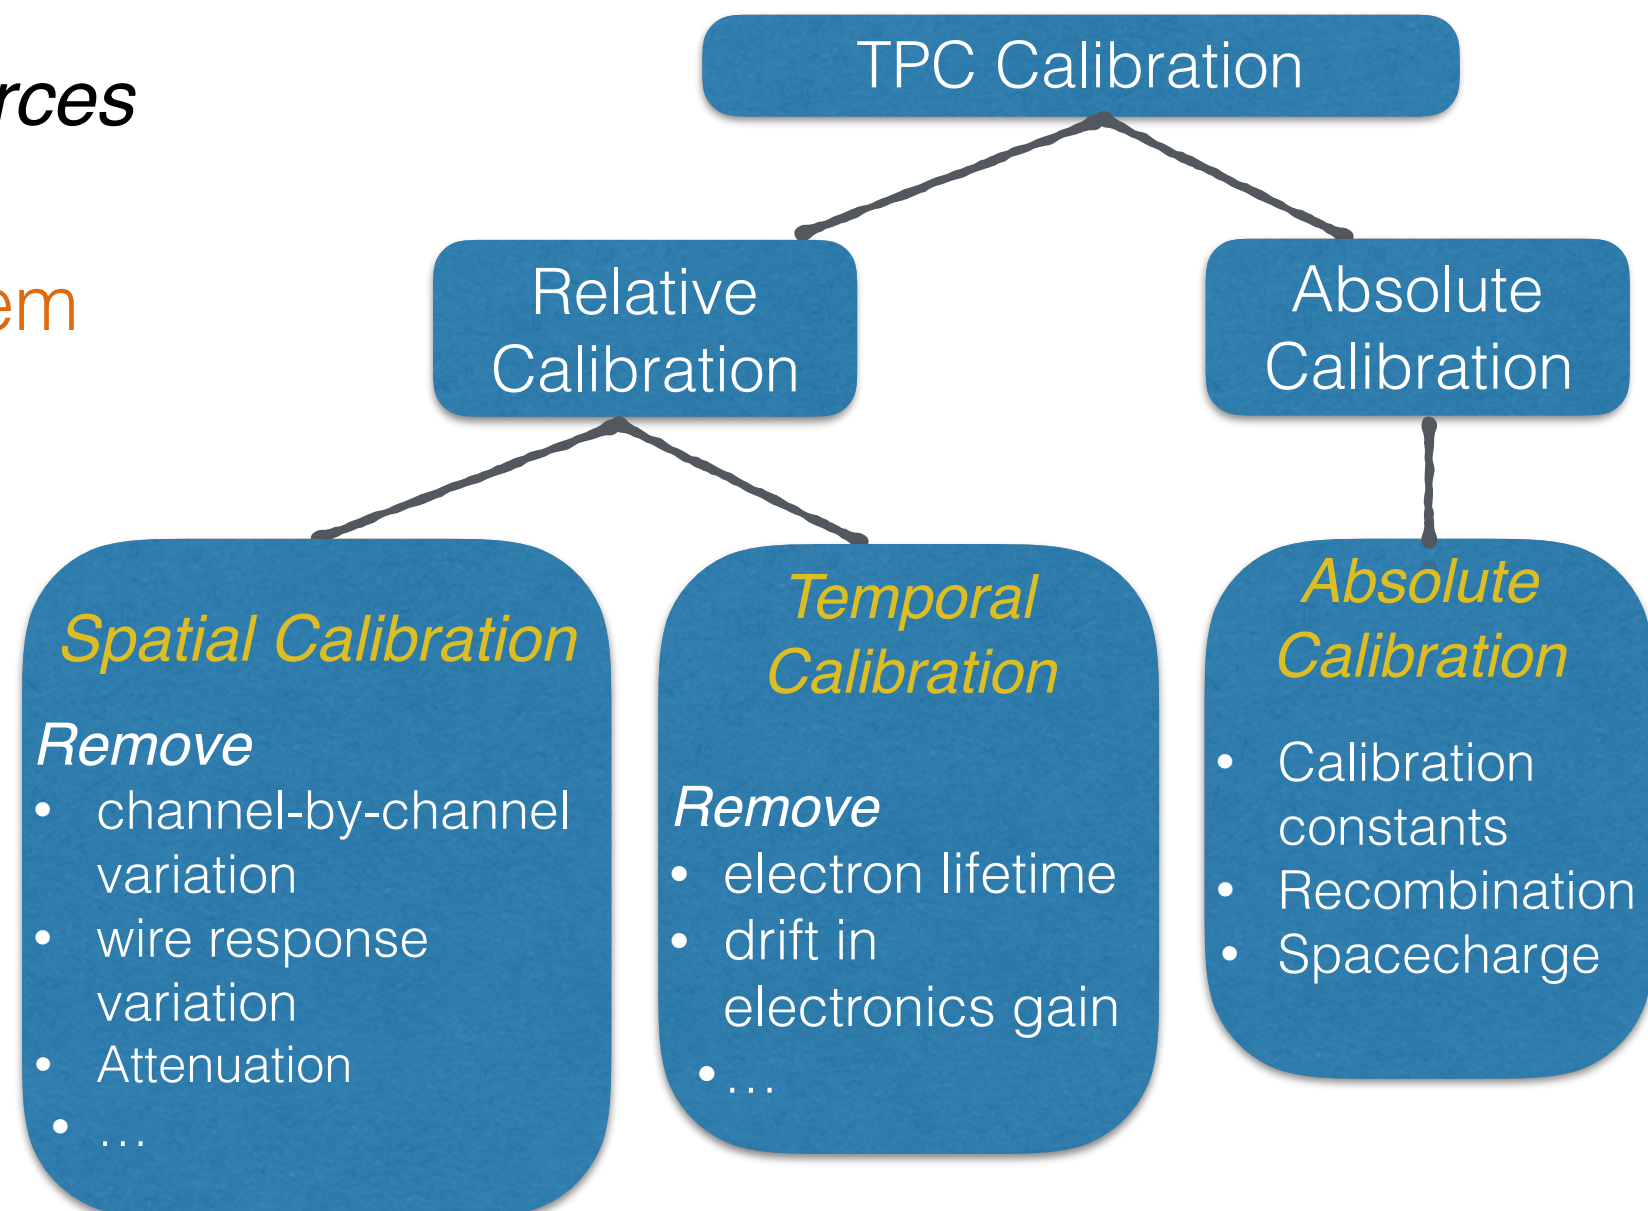 rces
em
TPC Calibration
Relative
Calibration
Absolute
Calibration
Spatial Calibration
Remove
• channel-by-channel
variation
• wire response
variation
• Attenuation
• ...
Temporal
Calibration
Remove
• electron lifetime
• drift in
electronics gain
• ...
Absolute
Calibration
• Calibration
constants
• Recombination
• Spacecharge